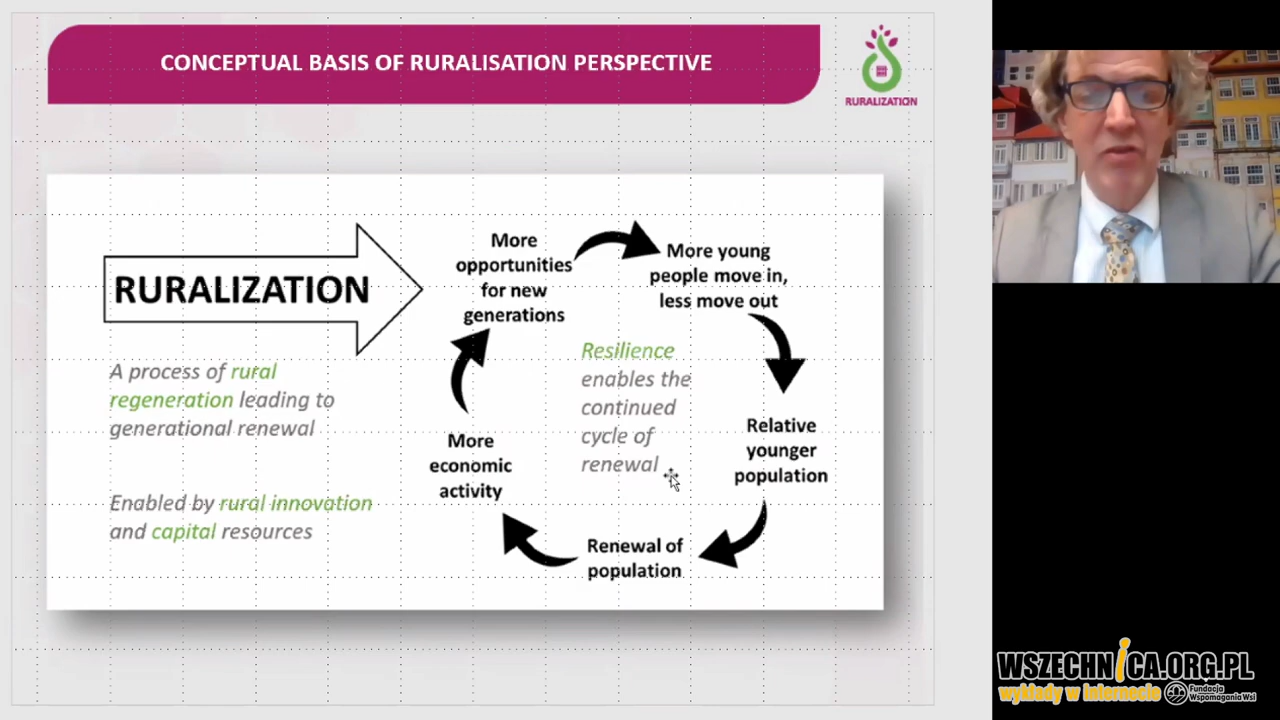 CONCEPTUAL BASIS OF RURALISATION PERSPECTIVE
RURALIZATION
RURALIZATION
A process of rural
regeneration leading to
generational renewal
Enabled by rural innovation
and capital resources
More
opportunities
for new
generations
More young
people move in,
less move out
Relative
younger
population
Renewal of
population
More
economic
activity
Resilience
enables the
continued
cycle of
renewal
WSZECHNiCA.ORG.PL
wykłady w internecie
Fundacja
Wspomagania Wsi